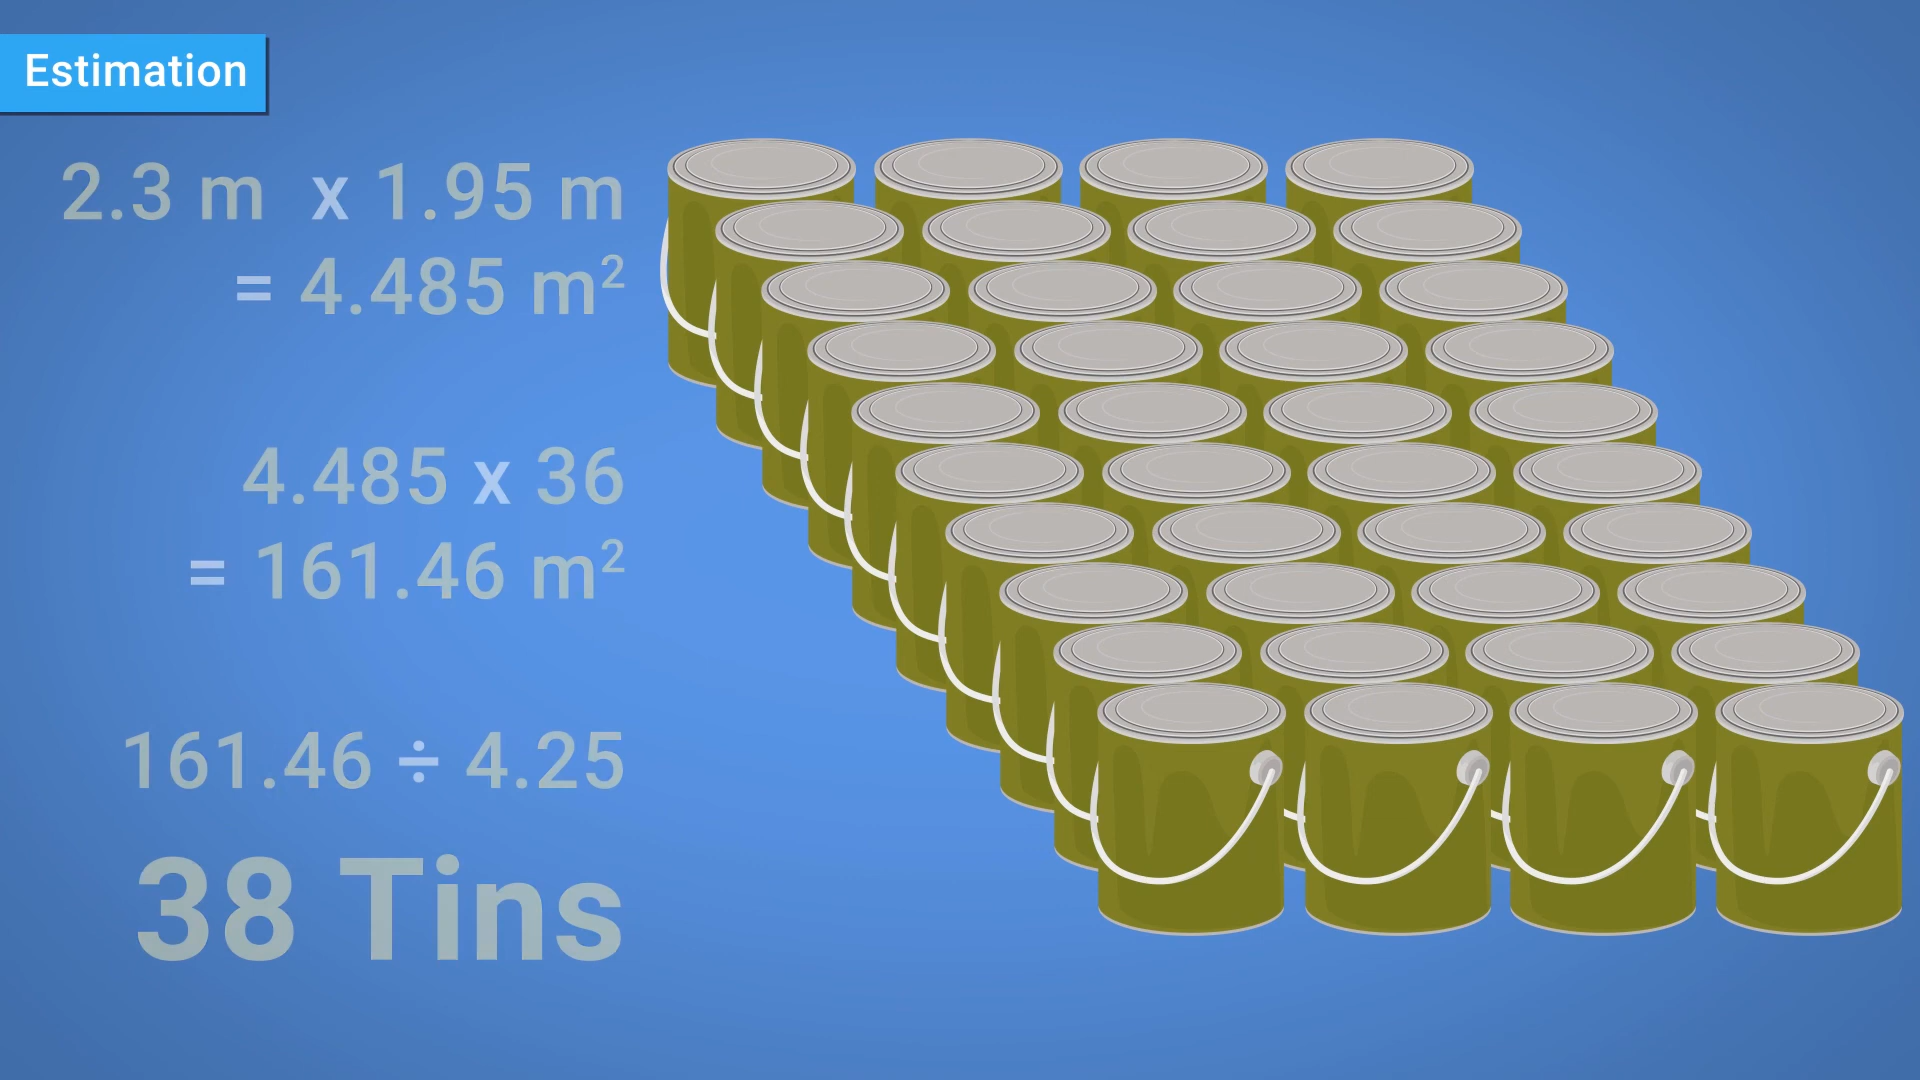 Estimation
2.3 m x 1.95 m
= 4.485 m²
4.485 x 36
= 161.46 m²
161.46 ÷ 4.25
38 Tins